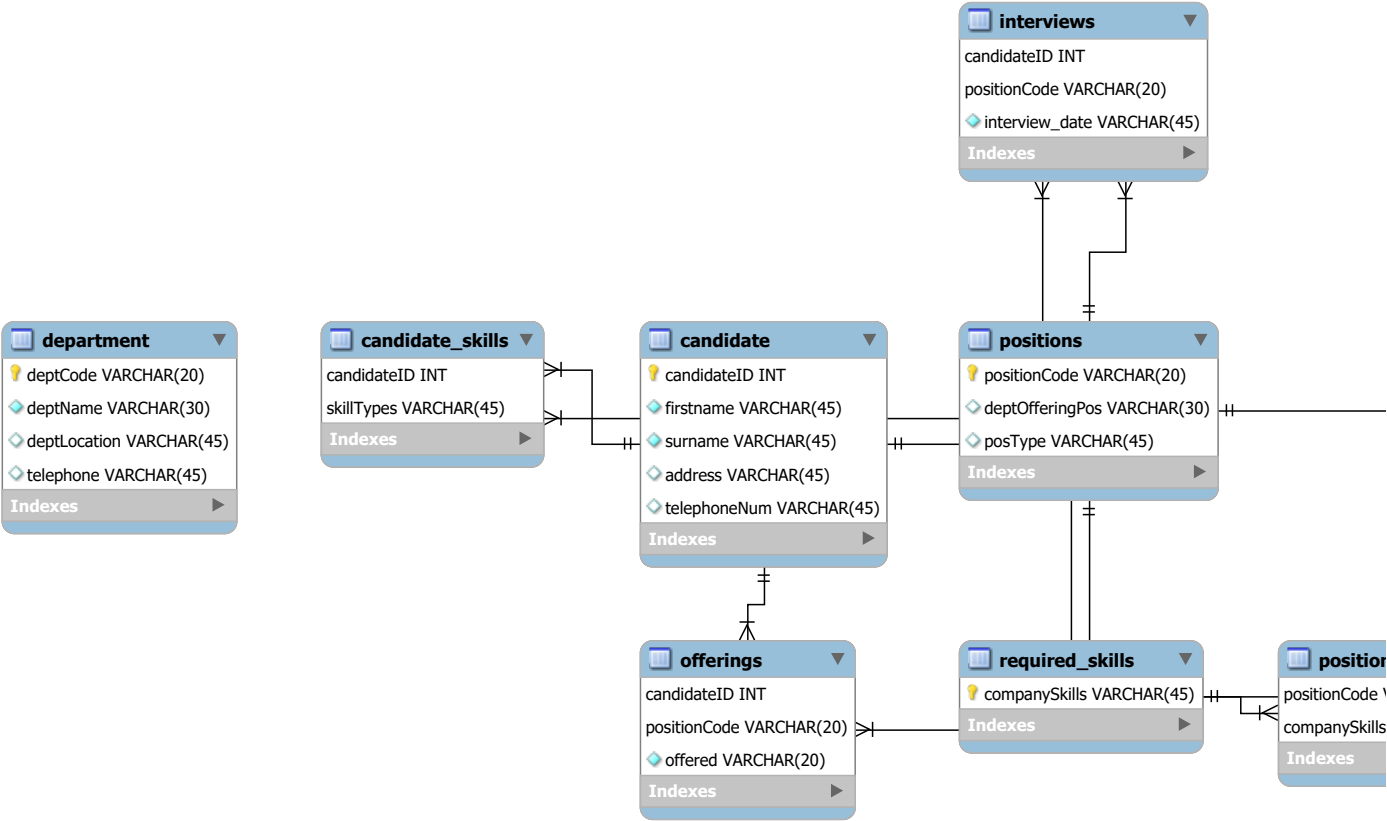 interviews
candidateID INT
positionCode VARCHAR(20)
interview_date VARCHAR(45)
Indexes
department
deptCode VARCHAR(20)
deptName VARCHAR(30)
deptLocation VARCHAR(45)
telephone VARCHAR(45)
Indexes
candidate_skills
candidateID INT
skillTypes VARCHAR(45)
Indexes
candidate
candidateID INT
firstname VARCHAR(45)
surname VARCHAR(45)
address VARCHAR(45)
telephoneNum VARCHAR(45)
Indexes
positions
positionCode VARCHAR(20)
deptOfferingPos VARCHAR(30)
posType VARCHAR(45)
Indexes
offerings
candidateID INT
positionCode VARCHAR(20)
offered VARCHAR(20)
Indexes
required_skills
companySkills VARCHAR(45)
Indexes
positionCode
companySkills
Indexes